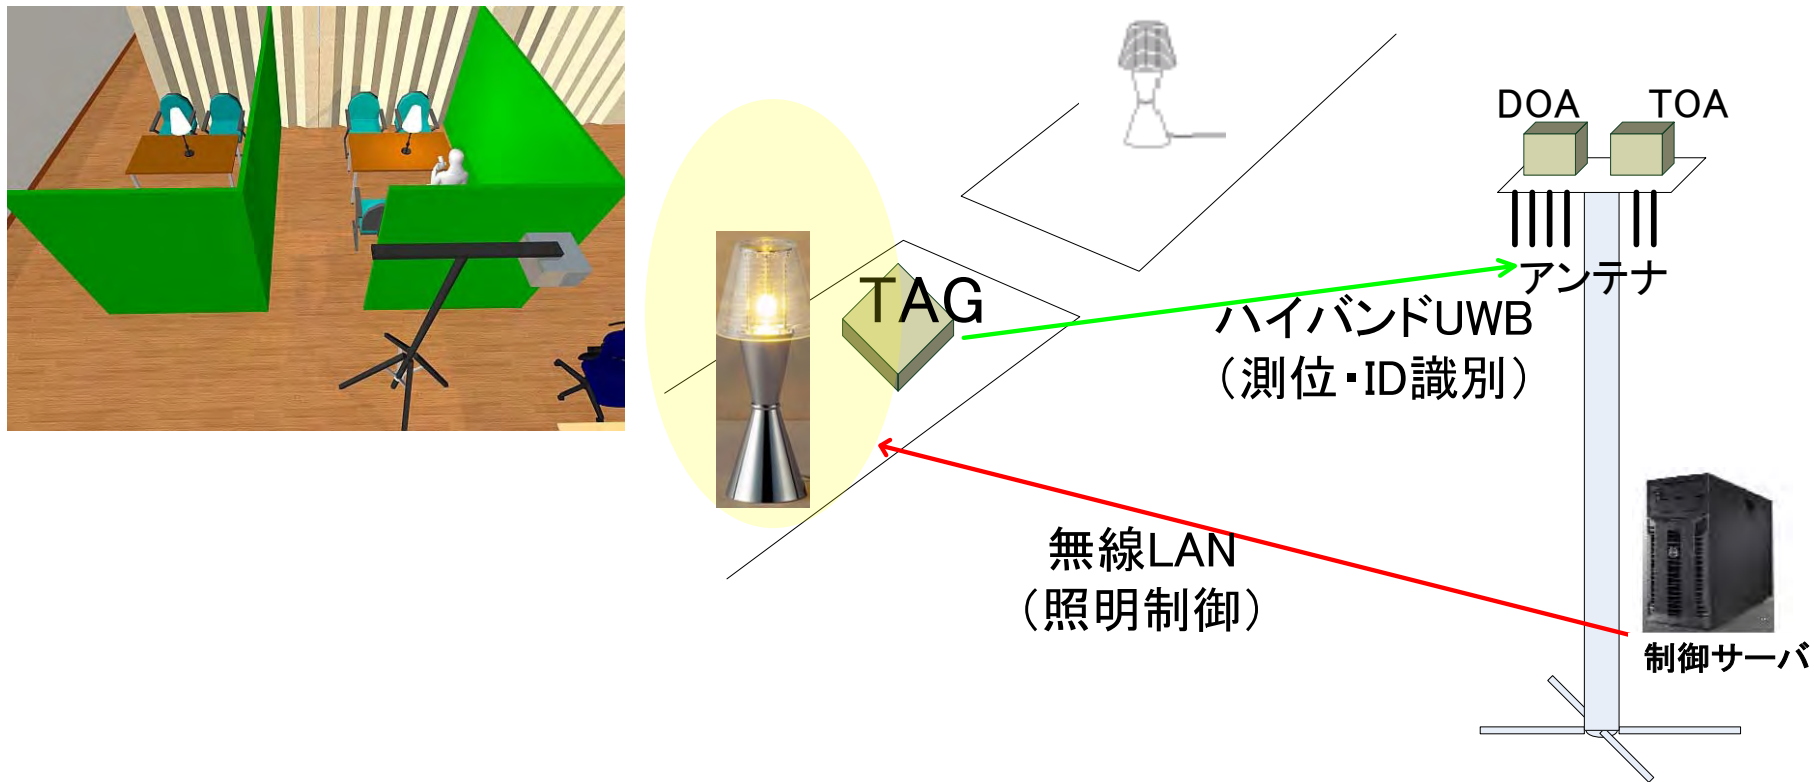 DOA TOA
アンテナ
TAG
ハイバンドUWB
（測位・ID識別）
無線LAN
（照明制御）
制御サーバ